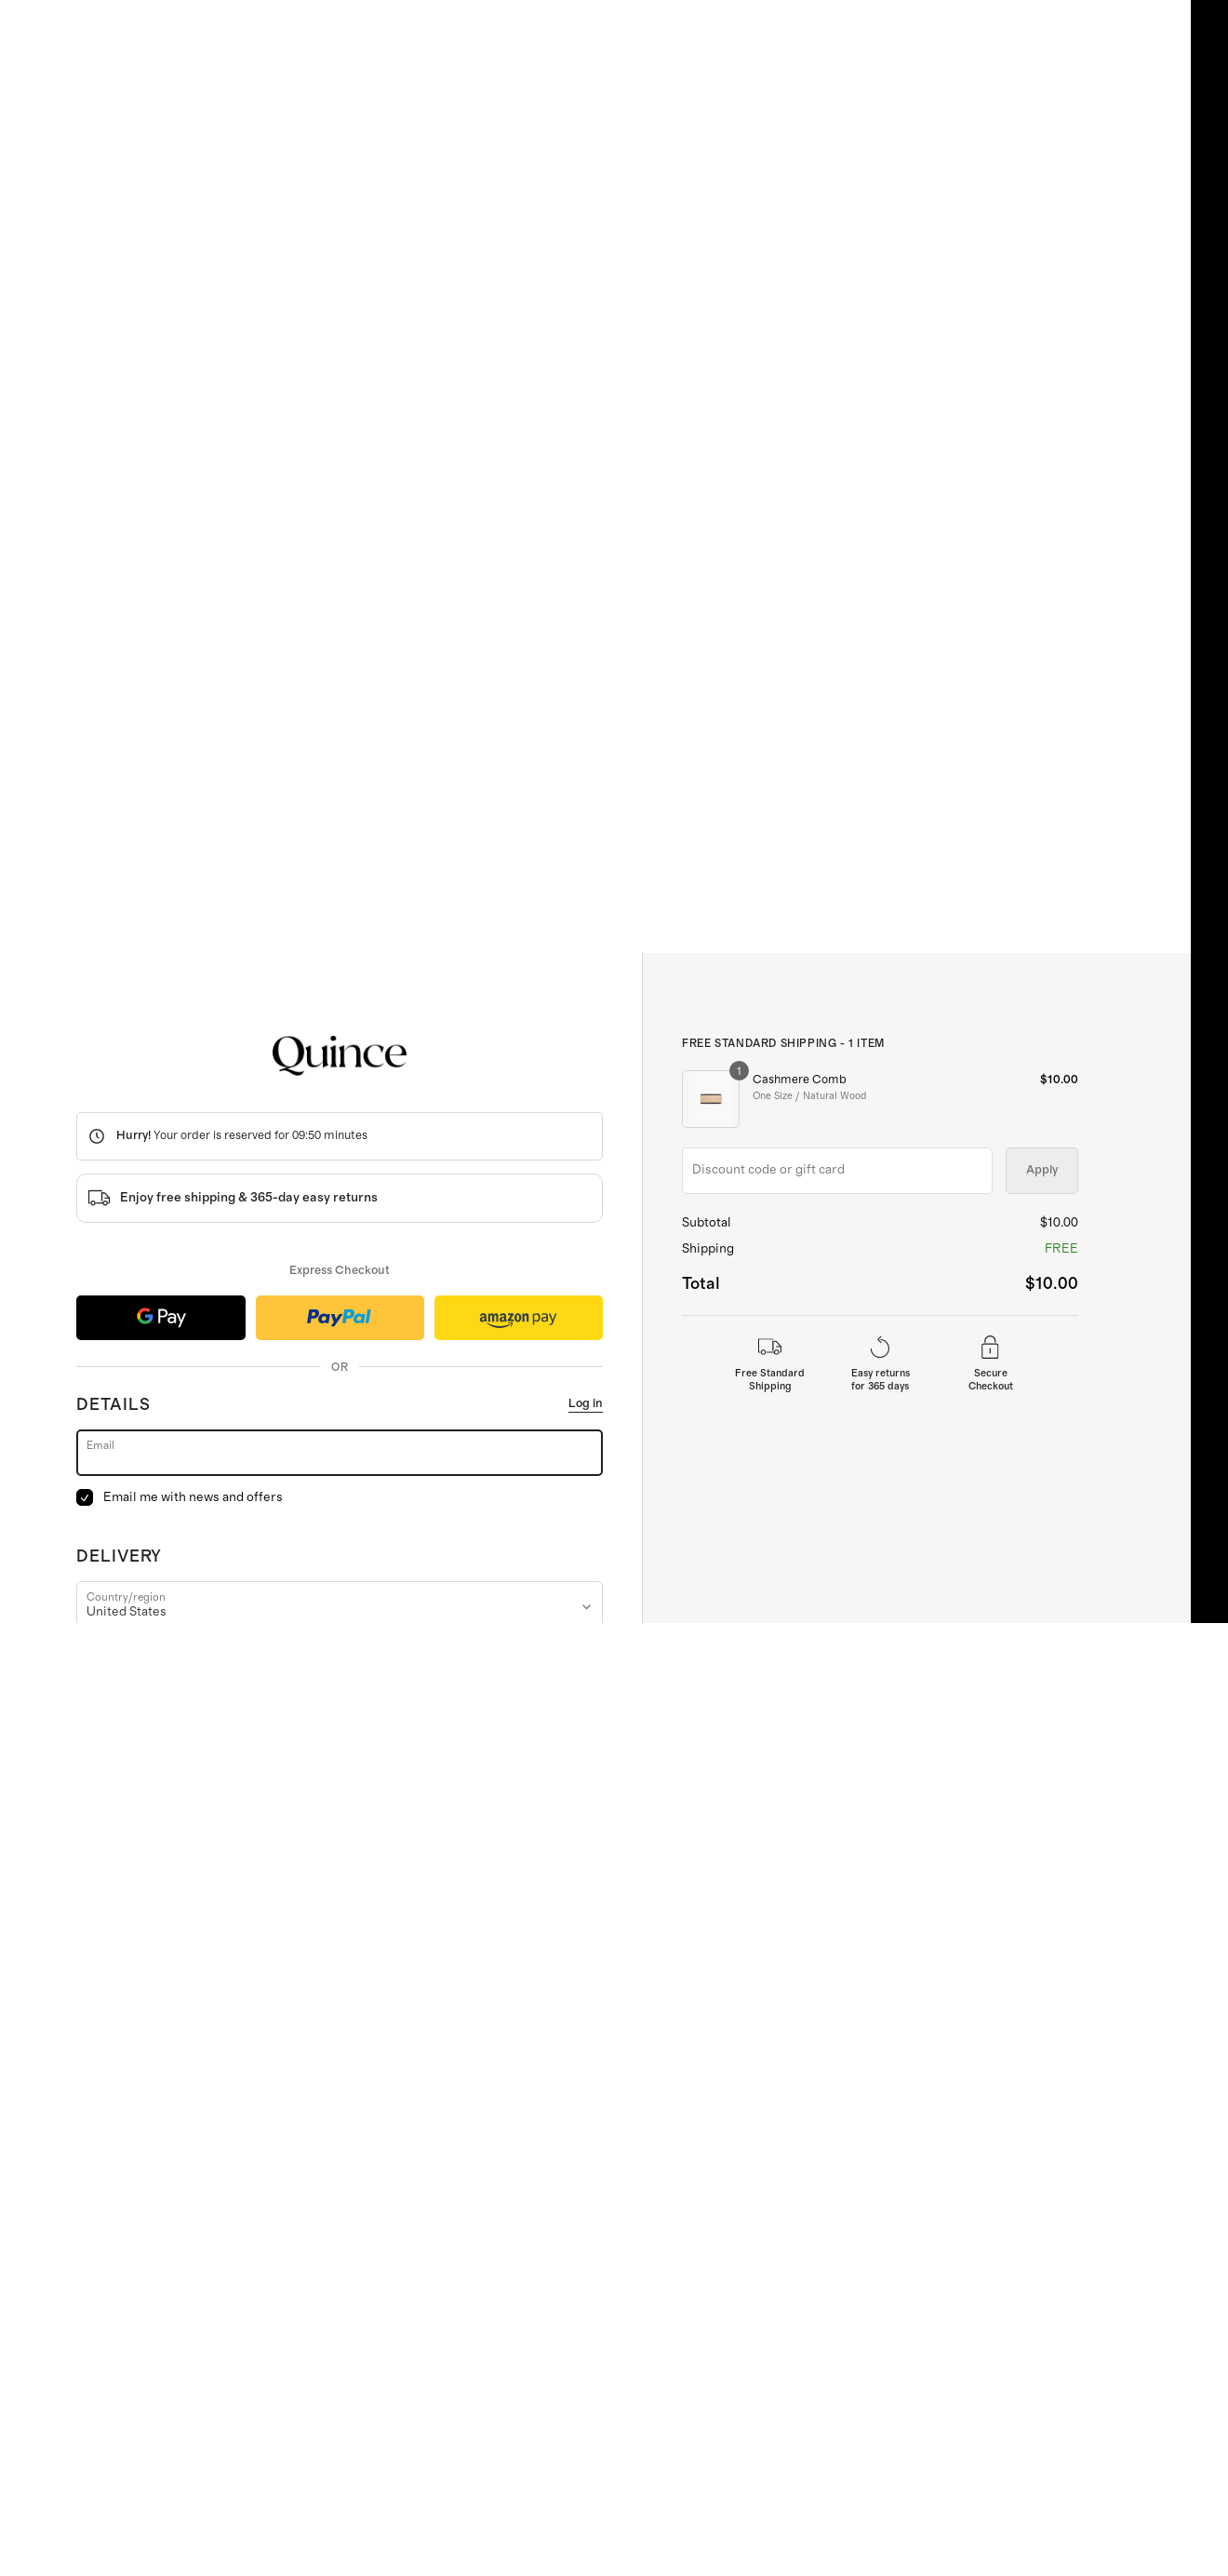 Quince
Hurry! Your order is reserved for 09:50 minutes
Enjoy free shipping & 365-day easy returns
Express Checkout
G Pay
PayPal
amazon pay
OR
DETAILS
Log In
Email
Email me with news and offers
DELIVERY
Country/region
United States
FREE STANDARD SHIPPING - 1 ITEM
1
Cashmere Comb
$10.00
One Size / Natural Wood
Discount code or gift card
Apply
Subtotal
$10.00
Shipping
FREE
Total
$10.00
Free Standard
Shipping
Easy returns
for 365 days
Secure
Checkout